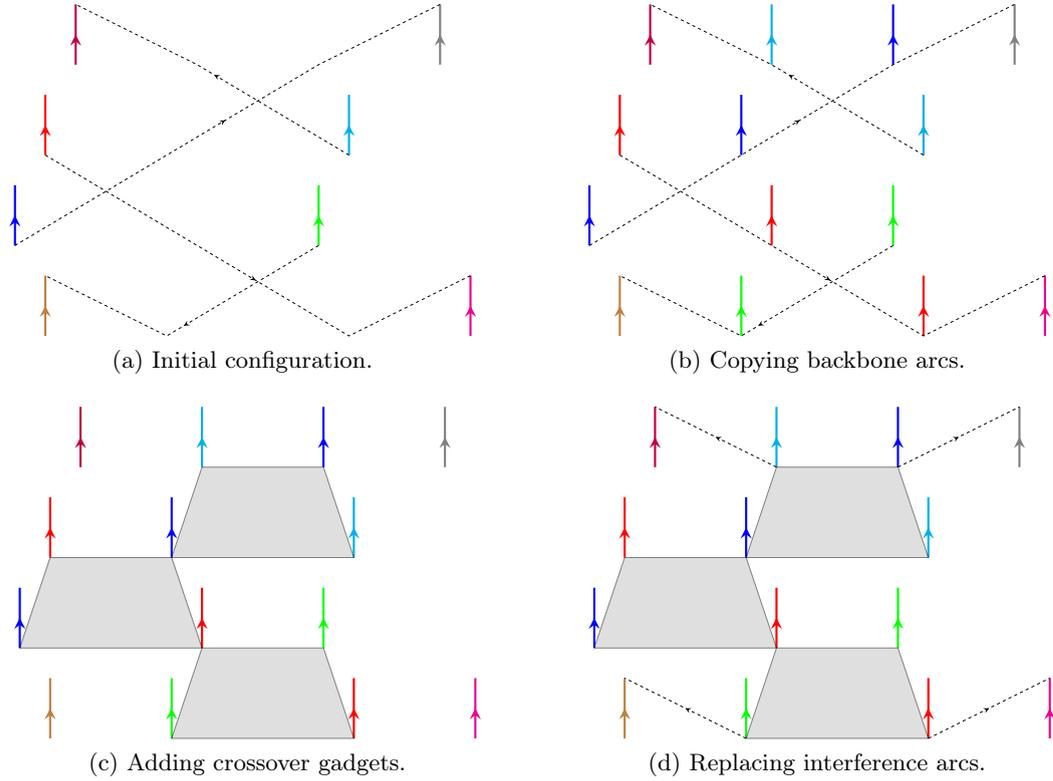 (a) Initial configuration.
(b) Copying backbone arcs.
(c) Adding crossover gadgets.
(d) Replacing interference arcs.